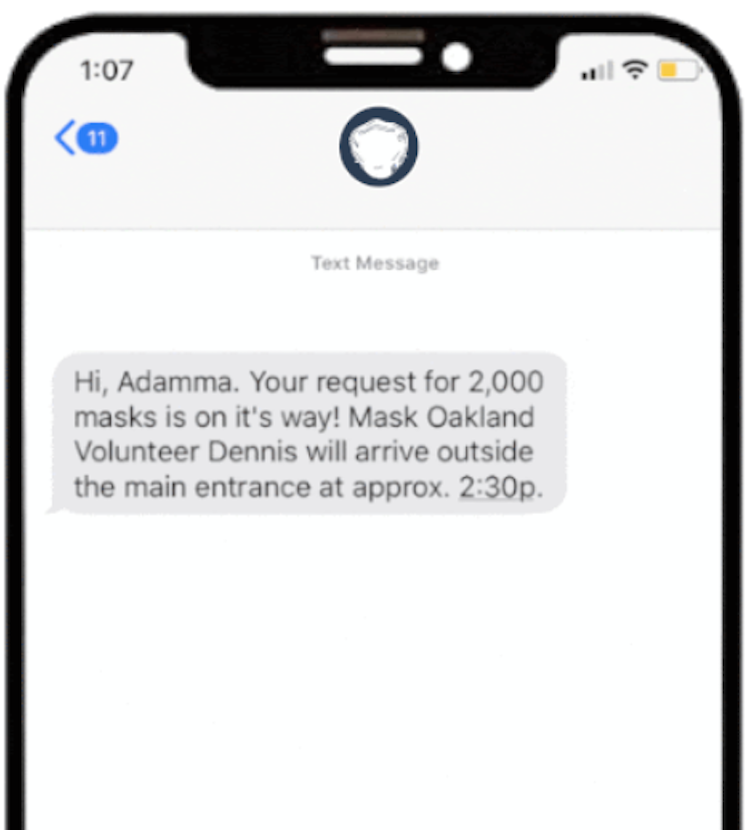 1:07
11
Text Message
Hi, Adamma. Your request for 2,000
masks is on it's way! Mask Oakland
Volunteer Dennis will arrive outside
the main entrance at approx. 2:30p.